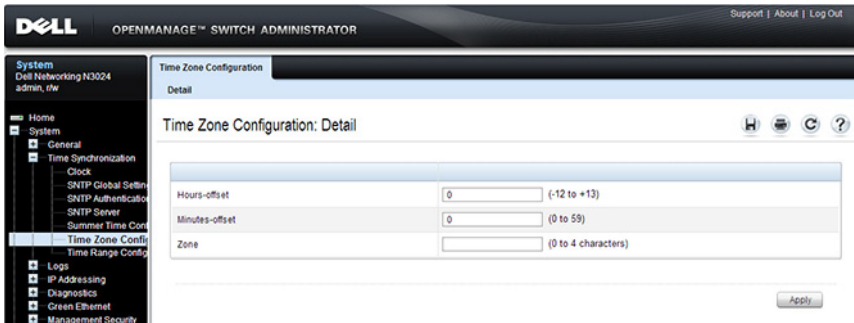 Support | About | Log Out
DELL OPENMANAGE™ SWITCH ADMINISTRATOR
System
Dell Networking N3024
admin, r/w
Home
System
General
Time Synchronization
Clock
SNTP Global Settin
SNTP Authenticatio
SNTP Server
Summer Time Cont
Time Zone Confi
Time Range Config
Logs
IP Addressing
Diagnostics
Green Ethernet
Management Security
Time Zone Configuration
Detail
Time Zone Configuration: Detail
Hours-offset 0 (-12 to +13)
Minutes-offset 0 (0 to 59)
Zone (0 to 4 characters)
Apply